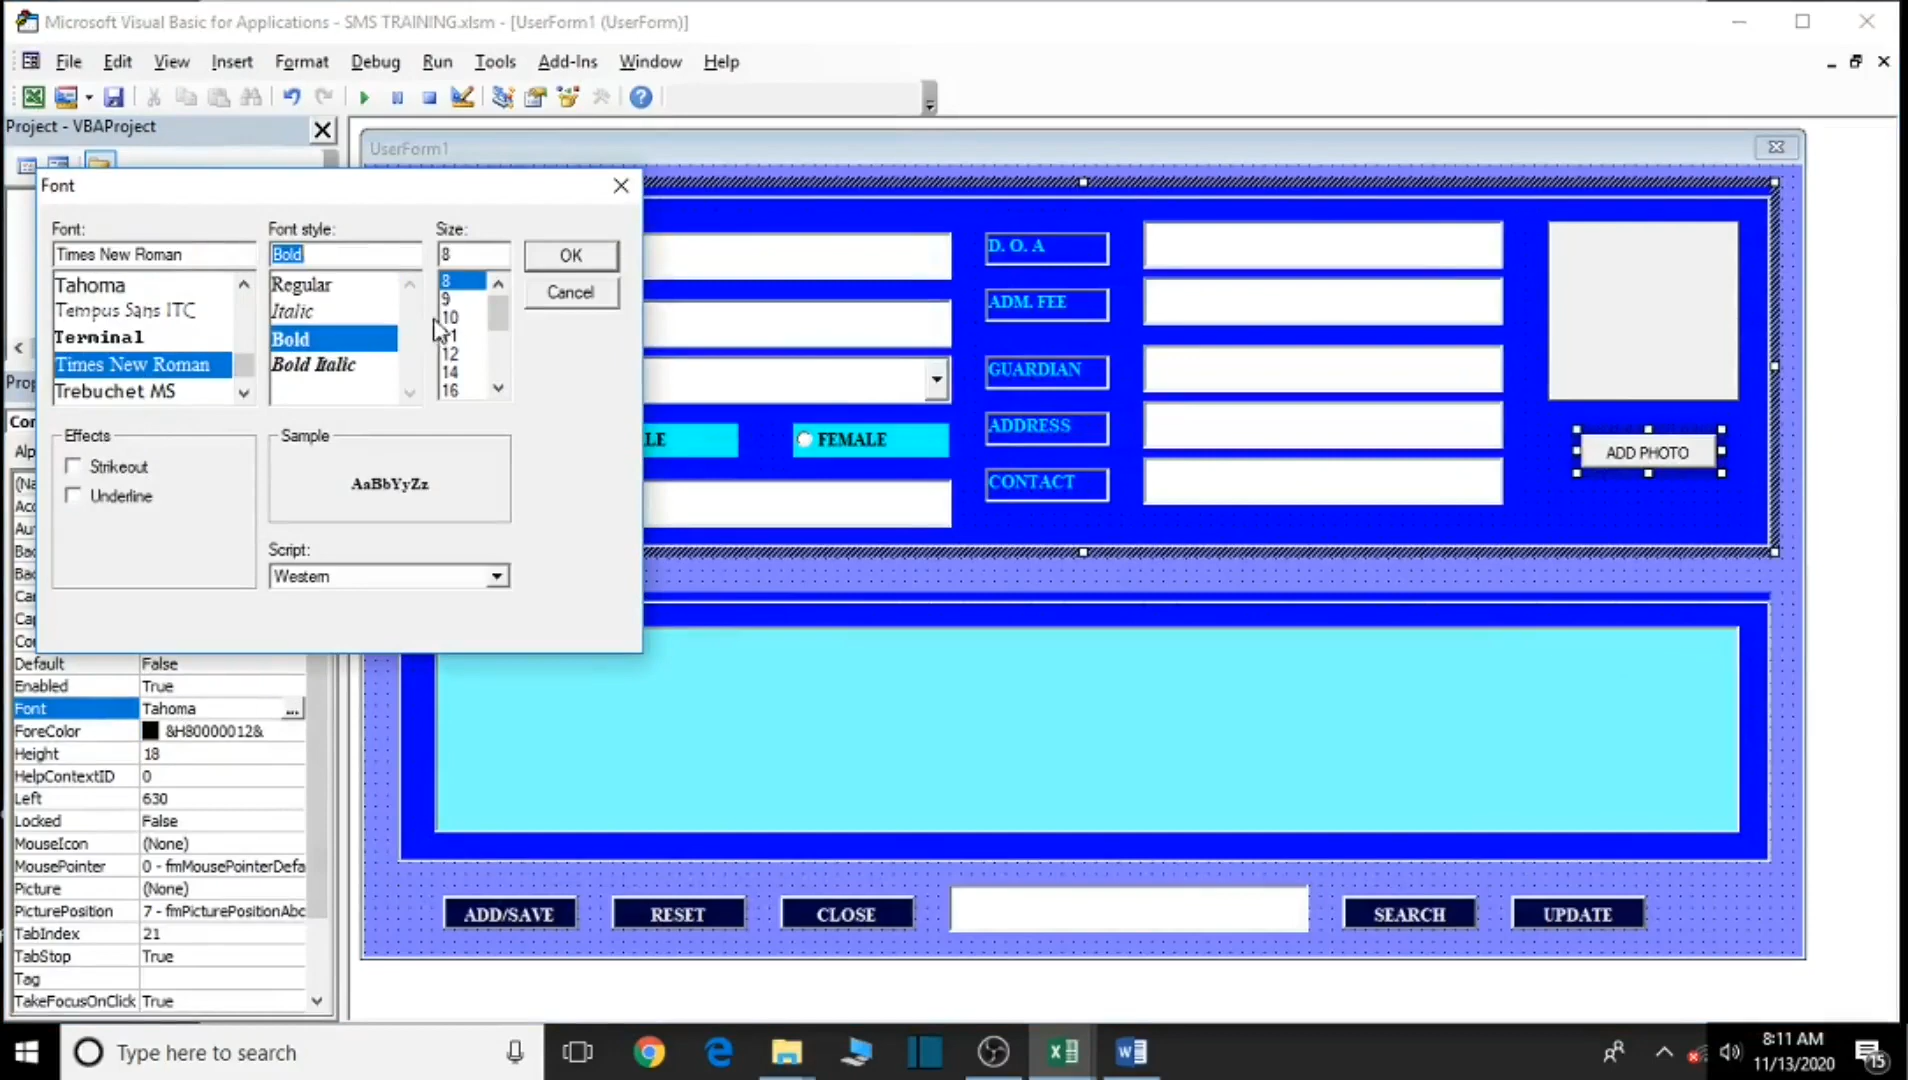 Microsoft Visual Basic for Applications - SMS TRAINING.xlsm - [UserForm1 (UserForm)]
File Edit View Insert Format Debug Run Tools Add-Ins Window Help
Project - VBAProject
UserForm1
Font
Font:
Font style:
Size:
Times New Roman
Bold
8
OK
Cancel
Tahoma
Tempus Sans ITC
Terminal
Times New Roman
Trebuchet MS
Regular
Italic
Bold
Bold Italic
8
9
10
12
14
16
Effects
Strikeout
Underline
Sample
AaBbYyZz
Script:
Western
D. O. A
ADM. FEE
GUARDIAN
ADDRESS
CONTACT
LE
FEMALE
ADD PHOTO
Default False
Enabled True
Font Tahoma ...
ForeColor &H80000012&
Height 18
HelpContextID 0
Left 630
Locked False
MouseIcon (None)
MousePointer 0 - fmMousePointerDefa
Picture (None)
PicturePosition 7 - fmPicturePositionAbc
TabIndex 21
TabStop True
Tag
TakeFocusOnClick True
ADD/SAVE RESET CLOSE SEARCH UPDATE
Type here to search
8:11 AM
11/13/2020
15